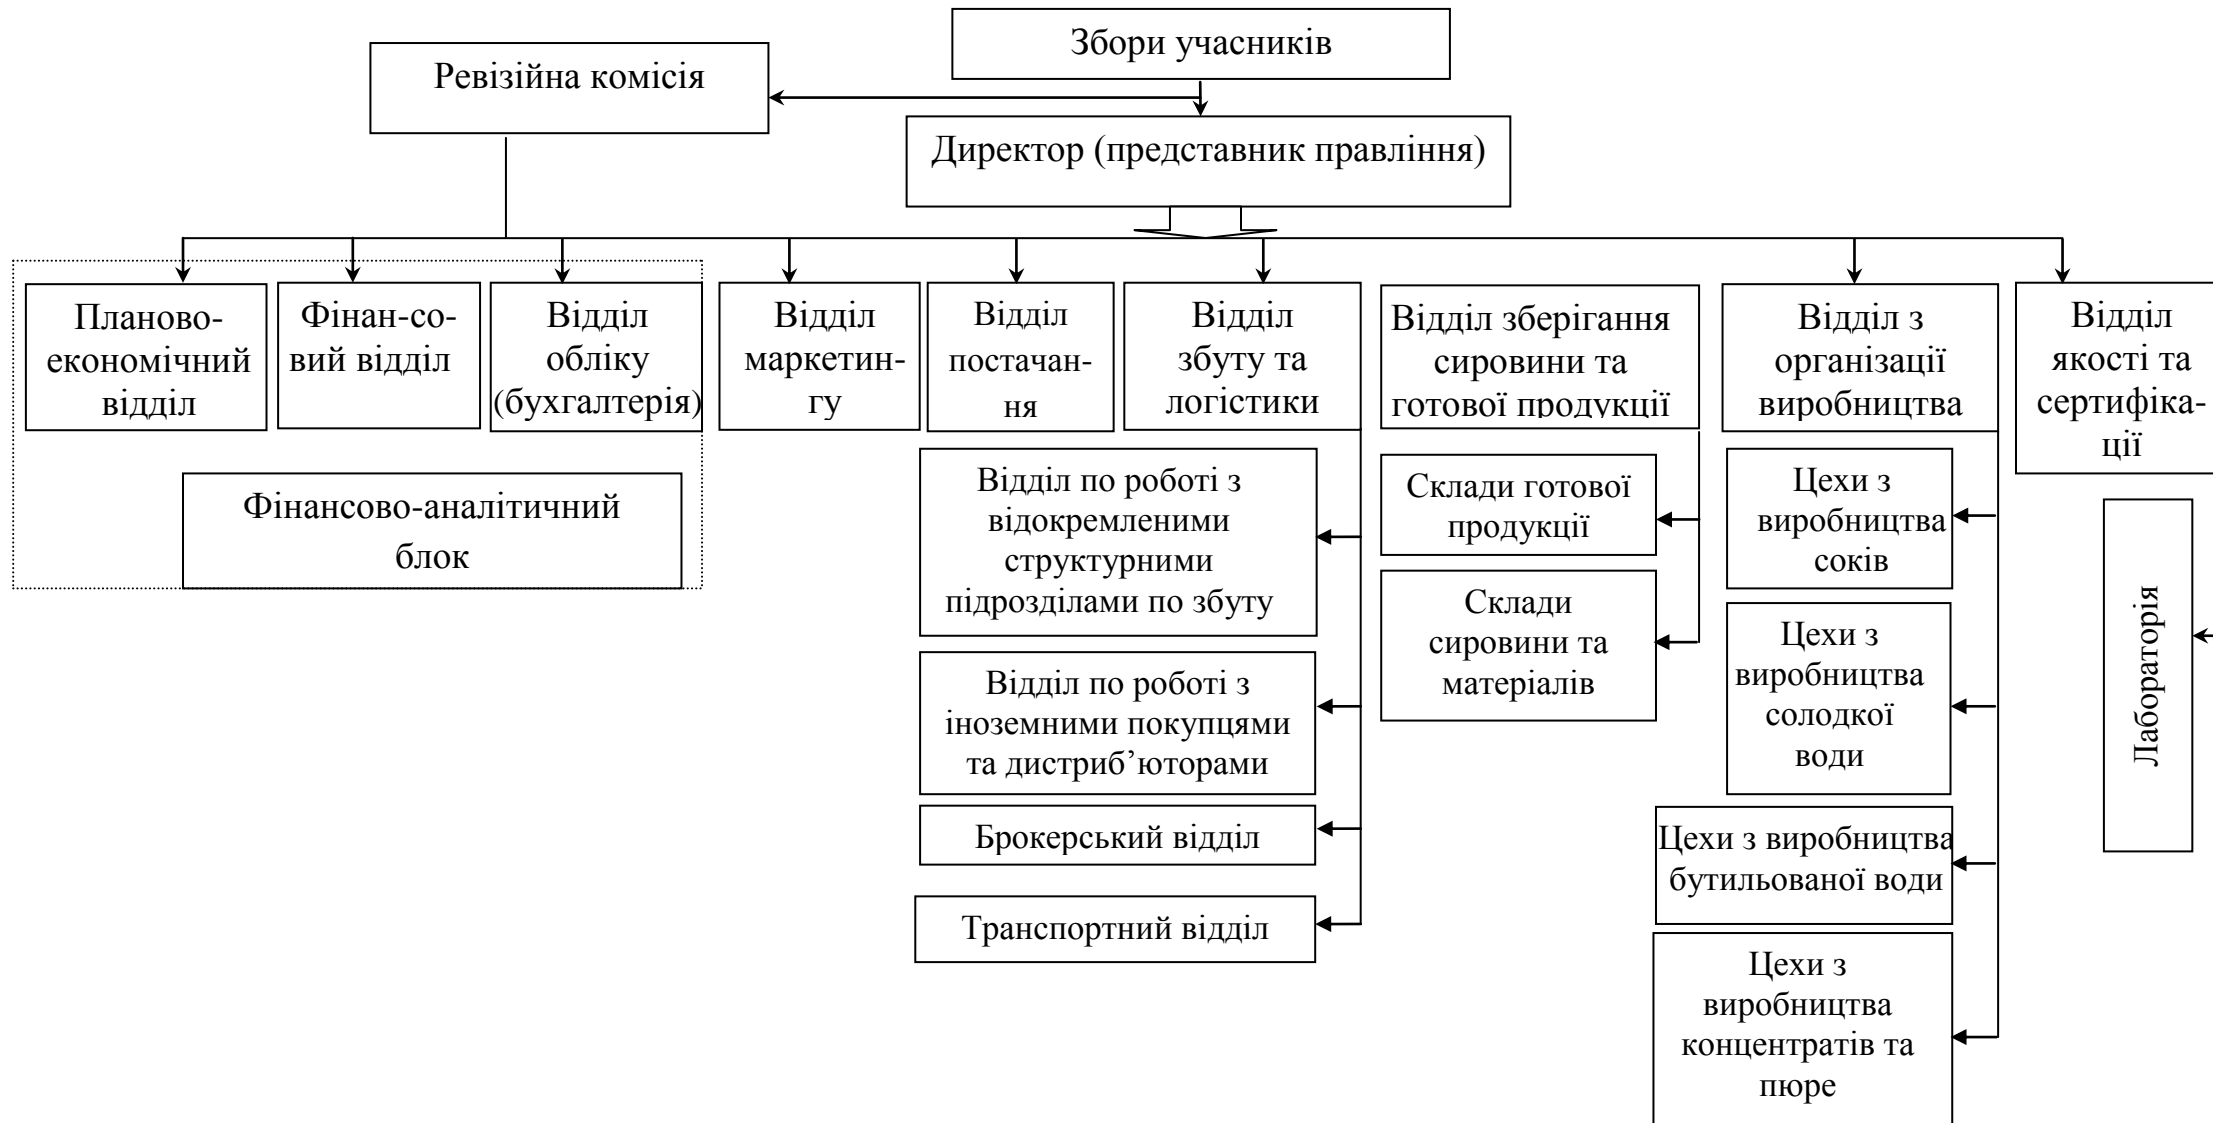 Збори учасників
Ревізійна комісія
Директор (представник правління)
Планово-
економічний
відділ
Фінан-со-
вий відділ
Відділ
обліку
(бухгалтерія)
Відділ
маркетин-
гу
Відділ
постачан-
ня
Відділ
збуту та
логістики
Відділ зберігання
сировини та
готової продукції
Відділ з
організації
виробництва
Відділ
якості та
сертифіка-
ції
Фінансово-аналітичний
блок
Відділ по роботі з
відокремленими
структурними
підрозділами по збуту
Відділ по роботі з
іноземними покупцями
та дистриб’юторами
Брокерський відділ
Транспортний відділ
Склади готової
продукції
Склади
сировини та
матеріалів
Цехи з
виробництва
соків
Цехи з
виробництва
солодкої
води
Цехи з виробництва
бутильованої води
Цехи з
виробництва
концентратів та
пюре
Лабораторія